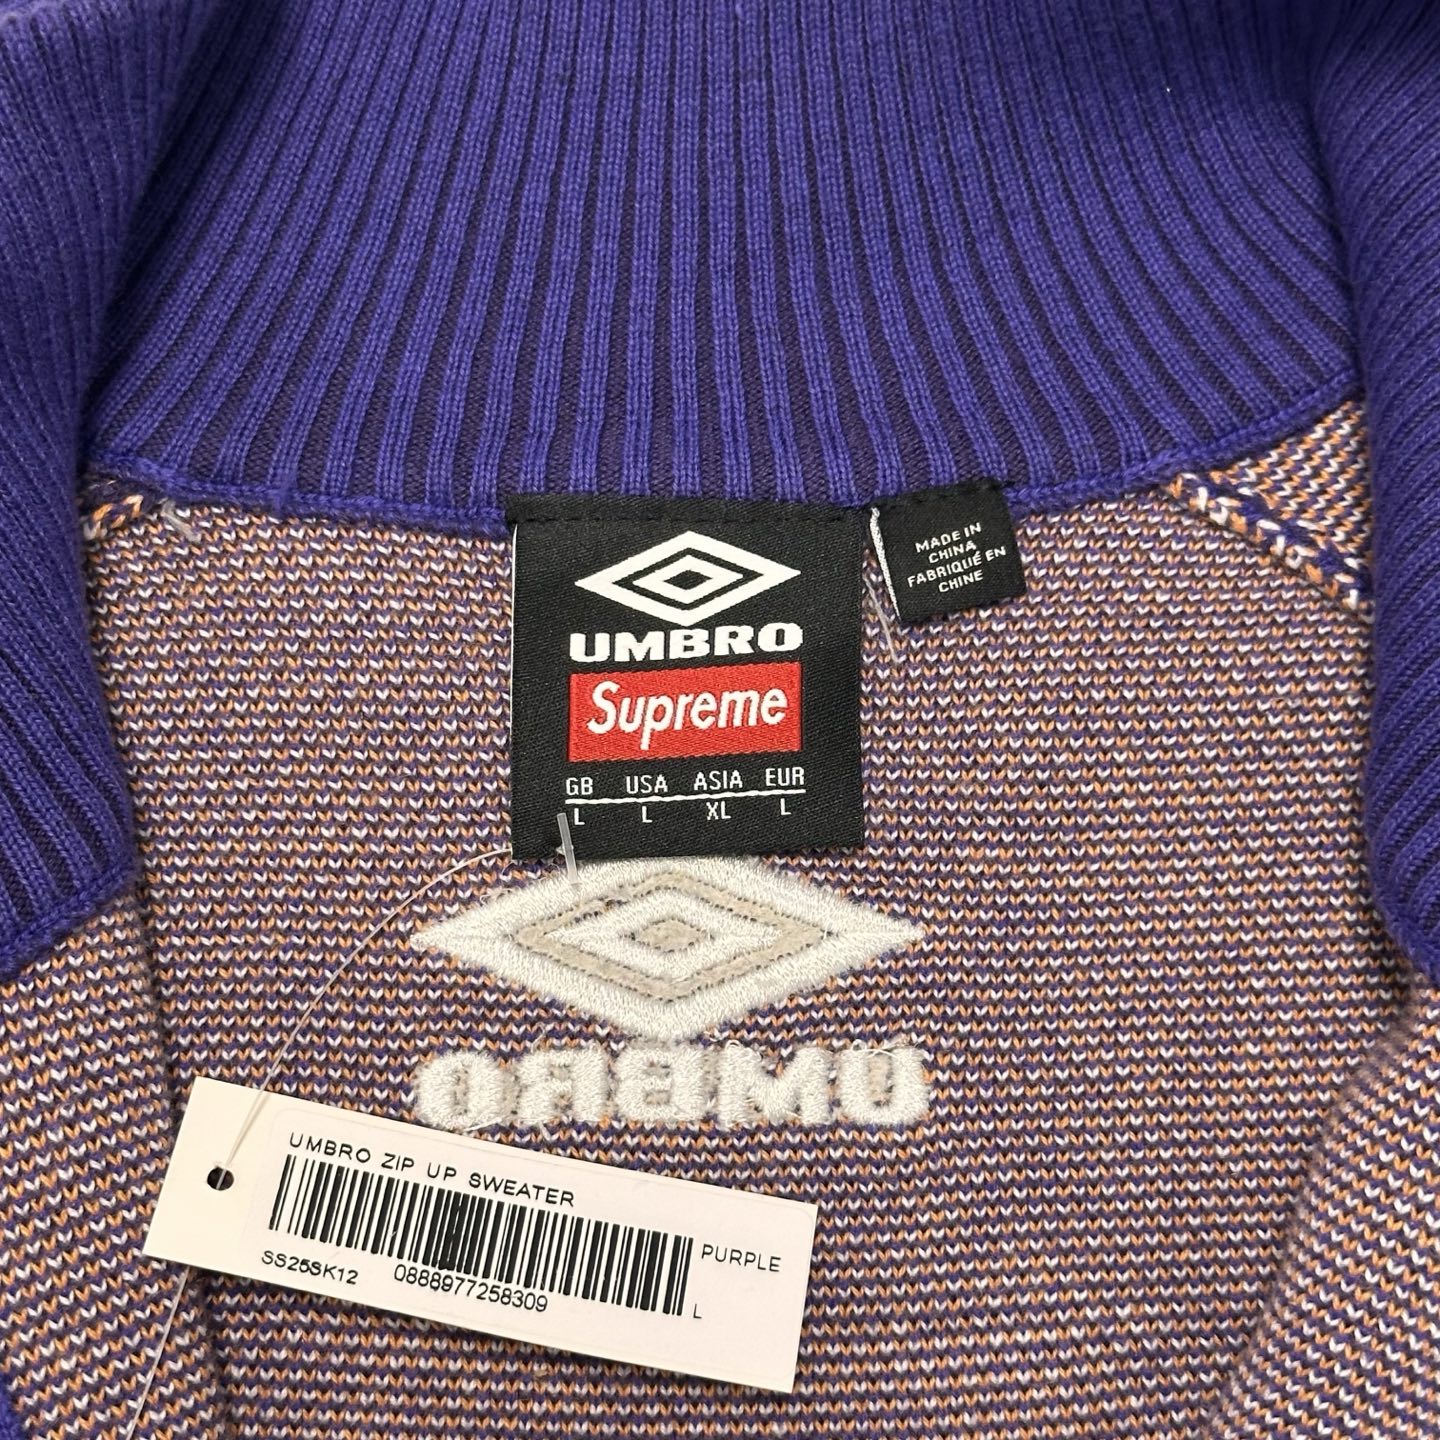 UMBRO
Supreme
GB USA ASIA EUR
L L XL L
MADE IN
CHINA
FABRIQUÉ EN
CHINE
UMBRO
UMBRO ZIP UP SWEATER
PURPLE
SS25SK12 0888977258309
L